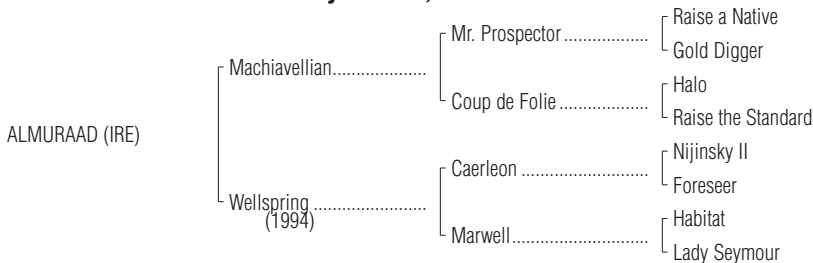 Raise a Native
Mr. Prospector ..................
Gold Digger
Machiavellian....................
Halo
Coup de Folie ...................
Raise the Standard
ALMURAAD (IRE)
Nijinsky II
Caerleon ...........................
Foreseer
Wellspring ........................
(1994)
Habitat
Marwell.............................
Lady Seymour